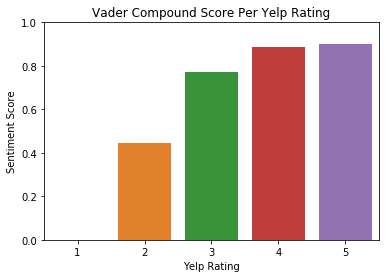 Vader Compound Score Per Yelp Rating
1.0
0.8
0.6
0.4
0.2
0.0
Sentiment Score
1 2 3 4 5
Yelp Rating